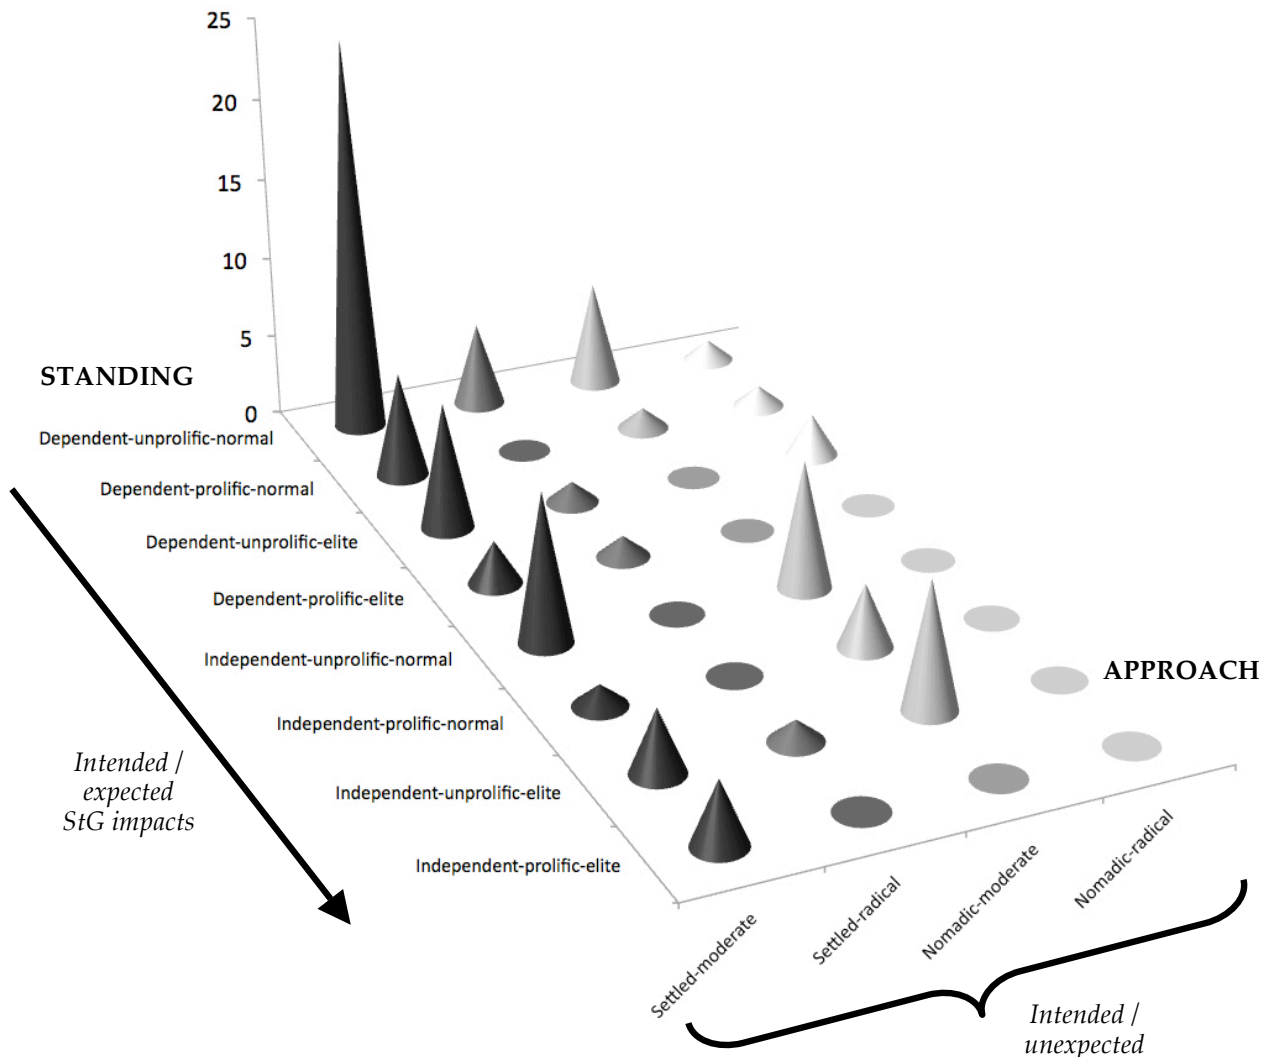 25
20
15
10
5
0
STANDING
Dependent-unprolific-normal
Dependent-prolific-normal
Dependent-unprolific-elite
Dependent-prolific-elite
Independent-unprolific-normal
Independent-prolific-normal
Independent-unprolific-elite
Independent-prolific-elite
Intended /
expected
StG impacts
APPROACH
Settled-moderate
Settled-radical
Nomadic-moderate
Nomadic-radical
Intended /
unexpected